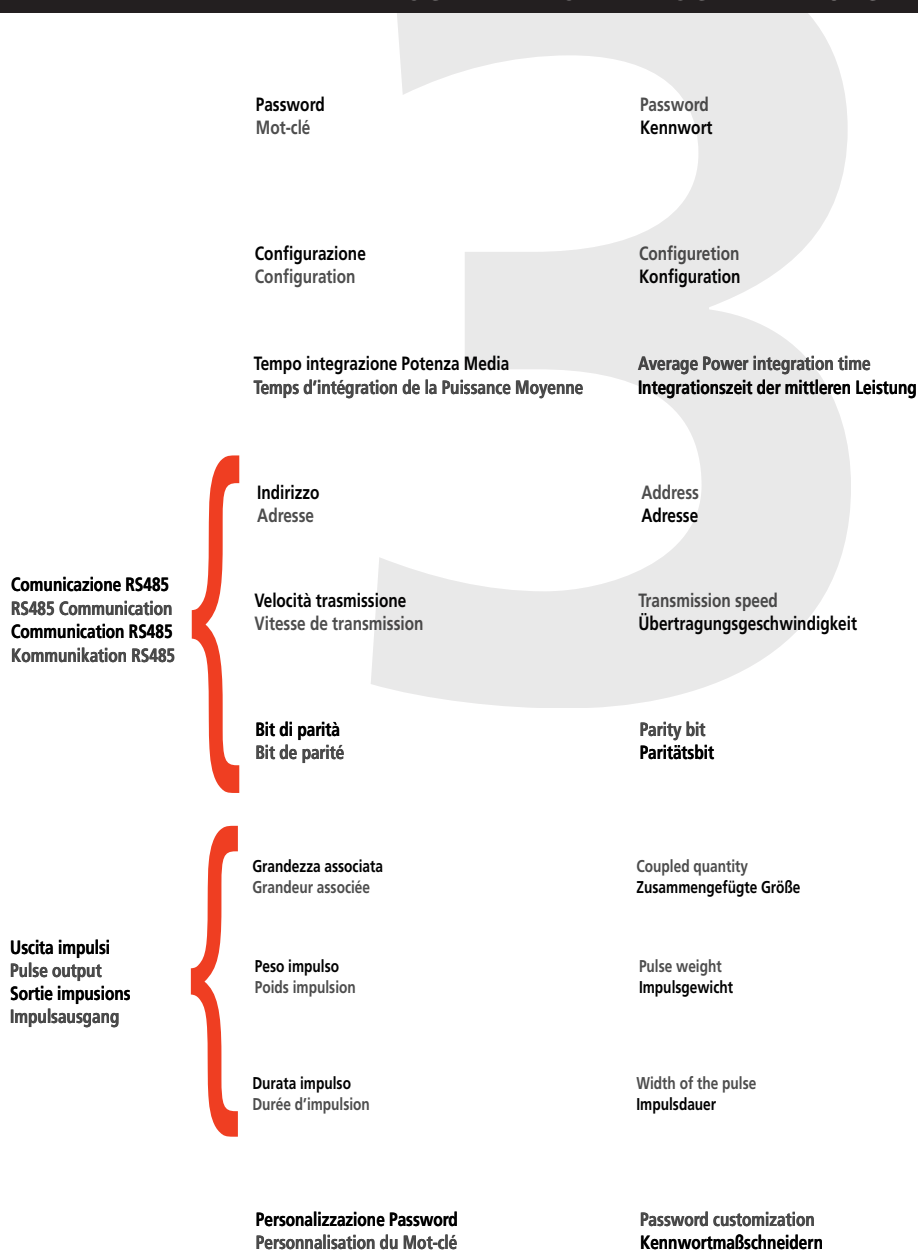 Password
Mot-clé
Password
Kennwort
Configurazione
Configuration
Configuretion
Konfiguration
Tempo integrazione Potenza Media
Temps d'intégration de la Puissance Moyenne
Average Power integration time
Integrationszeit der mittleren Leistung
Comunicazione RS485
RS485 Communication
Communication RS485
Kommunikation RS485
Indirizzo
Adresse
Address
Adresse
Velocità trasmissione
Vitesse de transmission
Transmission speed
Übertragungsgeschwindigkeit
Bit di parità
Bit de parité
Parity bit
Paritätsbit
Uscita impulsi
Pulse output
Sortie impusions
Impulsausgang
Grandezza associata
Grandeur associée
Coupled quantity
Zusammengefügte Größe
Peso impulso
Poids impulsion
Pulse weight
Impulsgewicht
Durata impulso
Durée d'impulsion
Width of the pulse
Impulsdauer
Personalizzazione Password
Personnalisation du Mot-clé
Password customization
Kennwortmaßschneidern
3